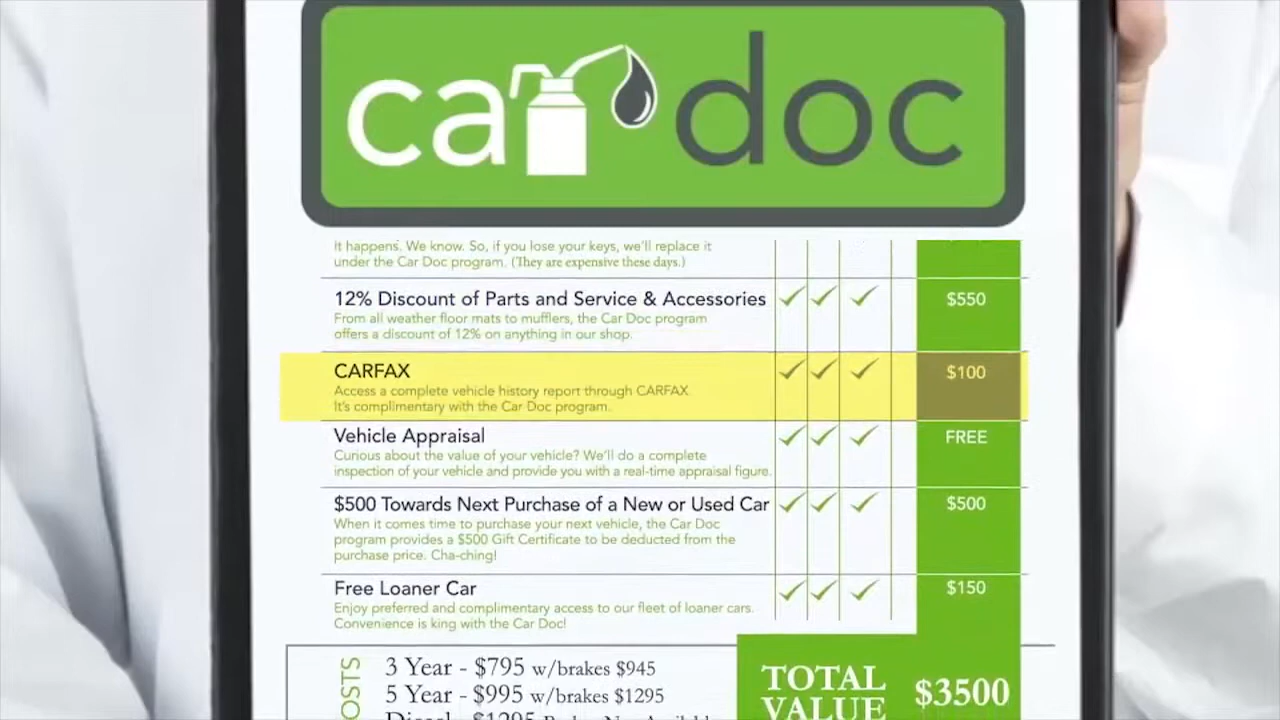 car doc
It happens. We know. So, if you lose your keys, we'll replace it
under the Car Doc program. (They are expensive these days.)
12% Discount of Parts and Service & Accessories $550
From all weather floor mats to mufflers, the Car Doc program
offers a discount of 12% on anything in our shop.
CARFAX $100
Access a complete vehicle history report through CARFAX.
It's complimentary with the Car Doc program.
Vehicle Appraisal FREE
Curious about the value of your vehicle? We'll do a complete
inspection of your vehicle and provide you with a real-time appraisal figure.
$500 Towards Next Purchase of a New or Used Car $500
When it comes time to purchase your next vehicle, the Car Doc
program provides a $500 Gift Certificate to be deducted from the
purchase price. Cha-ching!
Free Loaner Car $150
Enjoy preferred and complimentary access to our fleet of loaner cars.
Convenience is king with the Car Doc!
3 Year - $795 w/brakes $945
5 Year - $995 w/brakes $1295
TOTAL
VALUE
$3500